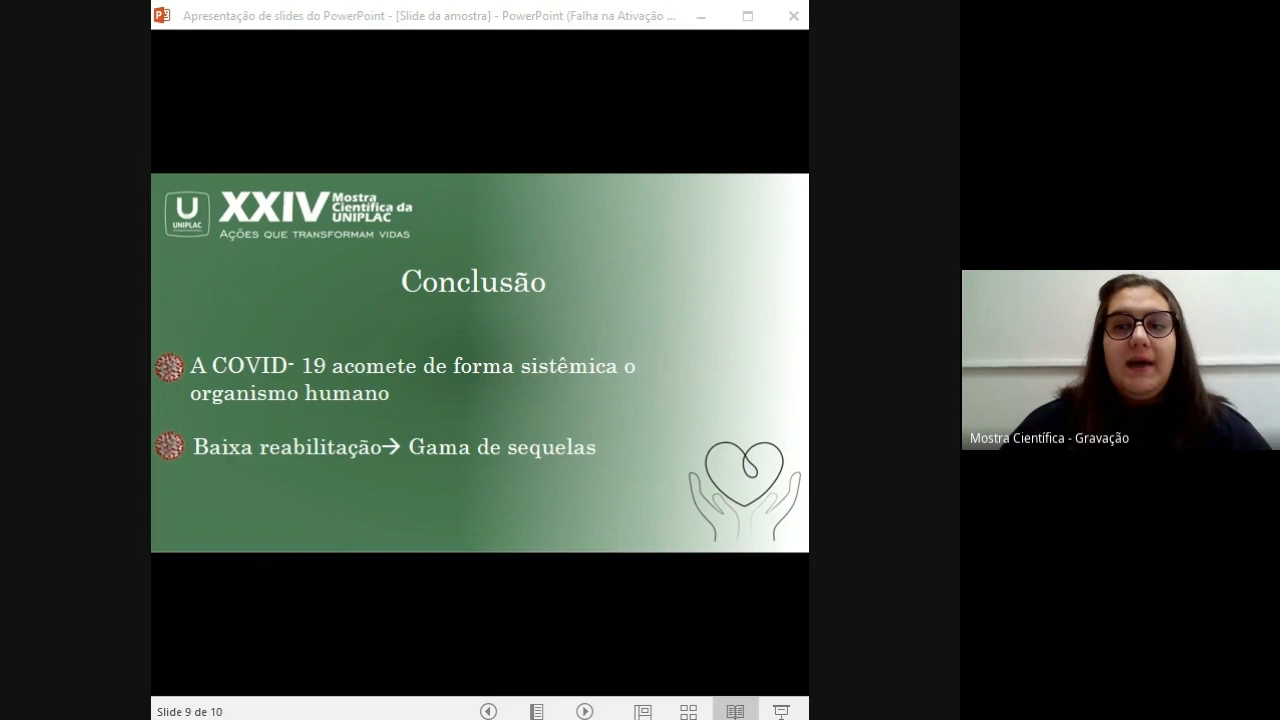 Apresentação de slides do PowerPoint - [Slide da amostra] - PowerPoint (Falha na Ativação ...
U
UNIPLAC
XXIV
Mostra
Científica da
UNIPLAC
AÇÕES QUE TRANSFORMAM VIDAS
Conclusão
A COVID- 19 acomete de forma sistêmica o
organismo humano
Baixa reabilitação→ Gama de sequelas
Mostra Científica - Gravação
Slide 9 de 10